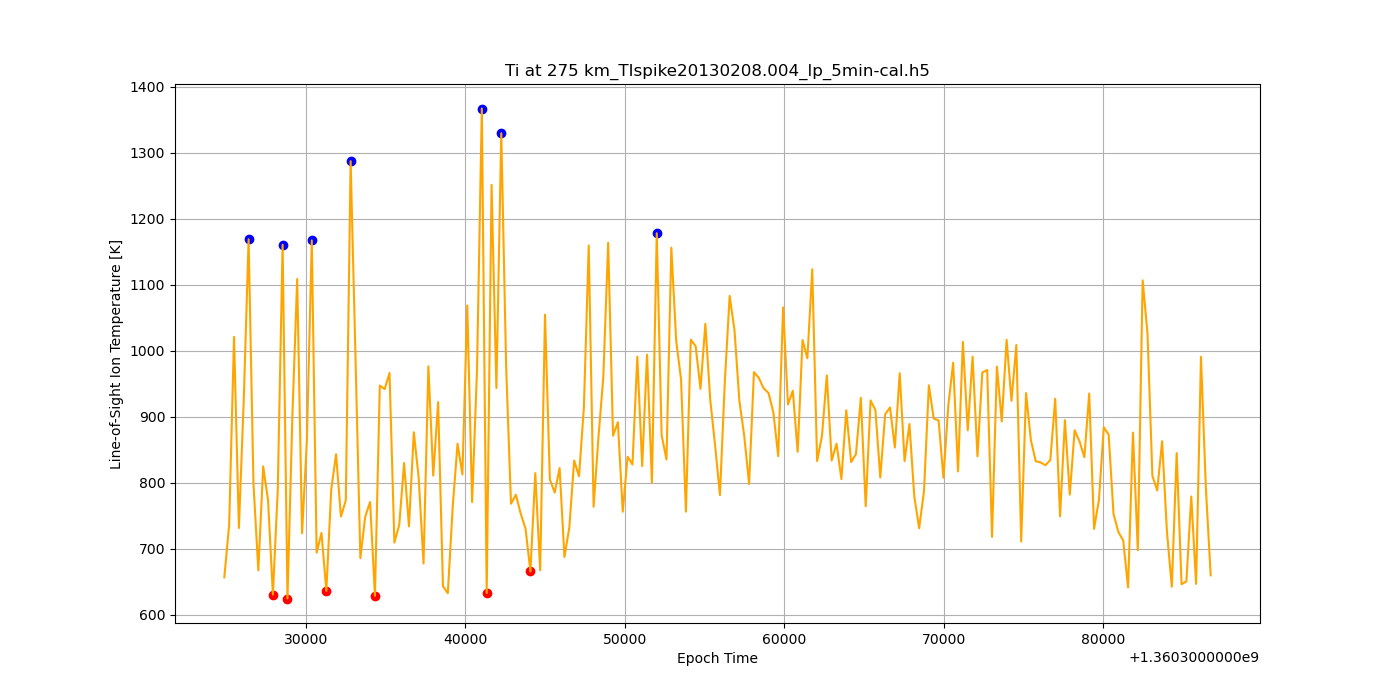 Ti at 275 km_TIspike20130208.004_lp_5min-cal.h5
Line-of-Sight Ion Temperature [K]
1400
1300
1200
1100
1000
900
800
700
600
30000 40000 50000 60000 70000 80000
Epoch Time
+1.3603000000e9